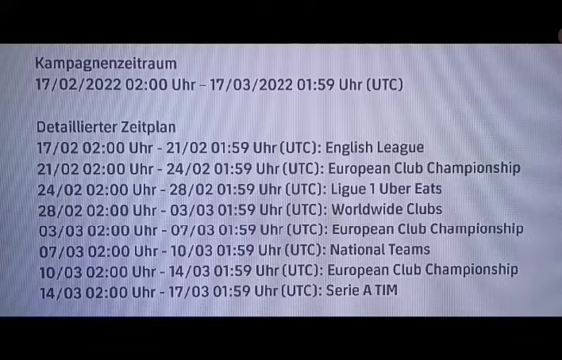 Kampagnenzeitraum
17/02/2022 02:00 Uhr – 17/03/2022 01:59 Uhr (UTC)
Detaillierter Zeitplan
17/02 02:00 Uhr - 21/02 01:59 Uhr (UTC): English League
21/02 02:00 Uhr - 24/02 01:59 Uhr (UTC): European Club Championship
24/02 02:00 Uhr - 28/02 01:59 Uhr (UTC): Ligue 1 Uber Eats
28/02 02:00 Uhr - 03/03 01:59 Uhr (UTC): Worldwide Clubs
03/03 02:00 Uhr - 07/03 01:59 Uhr (UTC): European Club Championship
07/03 02:00 Uhr - 10/03 01:59 Uhr (UTC): National Teams
10/03 02:00 Uhr - 14/03 01:59 Uhr (UTC): European Club Championship
14/03 02:00 Uhr - 17/03 01:59 Uhr (UTC): Serie A TIM